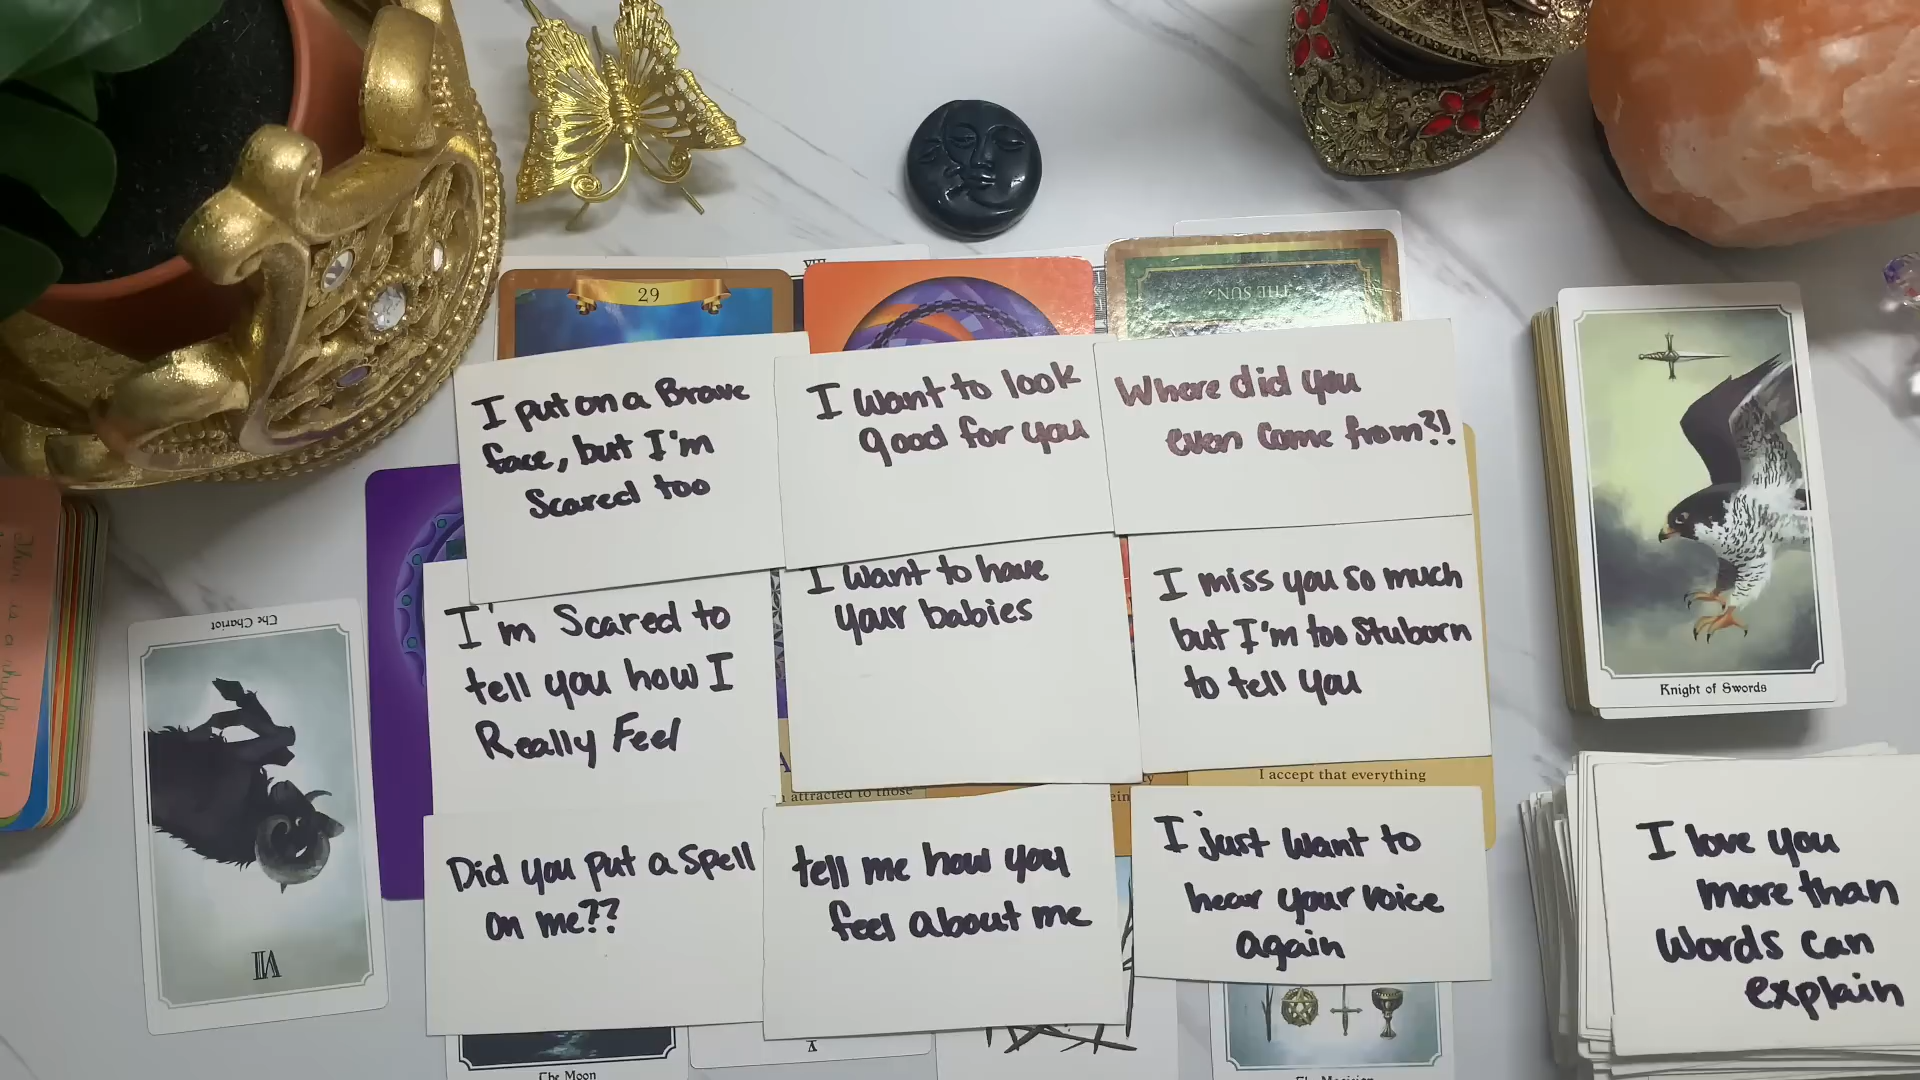 VIII
29
THE SUN
I put on a Brave
face, but I'm
Scared too
I want to look
good for you
Where did you
even come from?!
I'm Scared to
tell you how I
Really Feel
I want to have
your babies
I miss you so much
but I'm too Stuborn
to tell you
attracted to those
I accept that everything
Did you put a Spell
on me??
tell me how you
feel about me
I just want to
hear your voice
again
The Chariot
VII
Knight of Swords
I love you
more than
Words can
explain
The Moon
V
The Magician